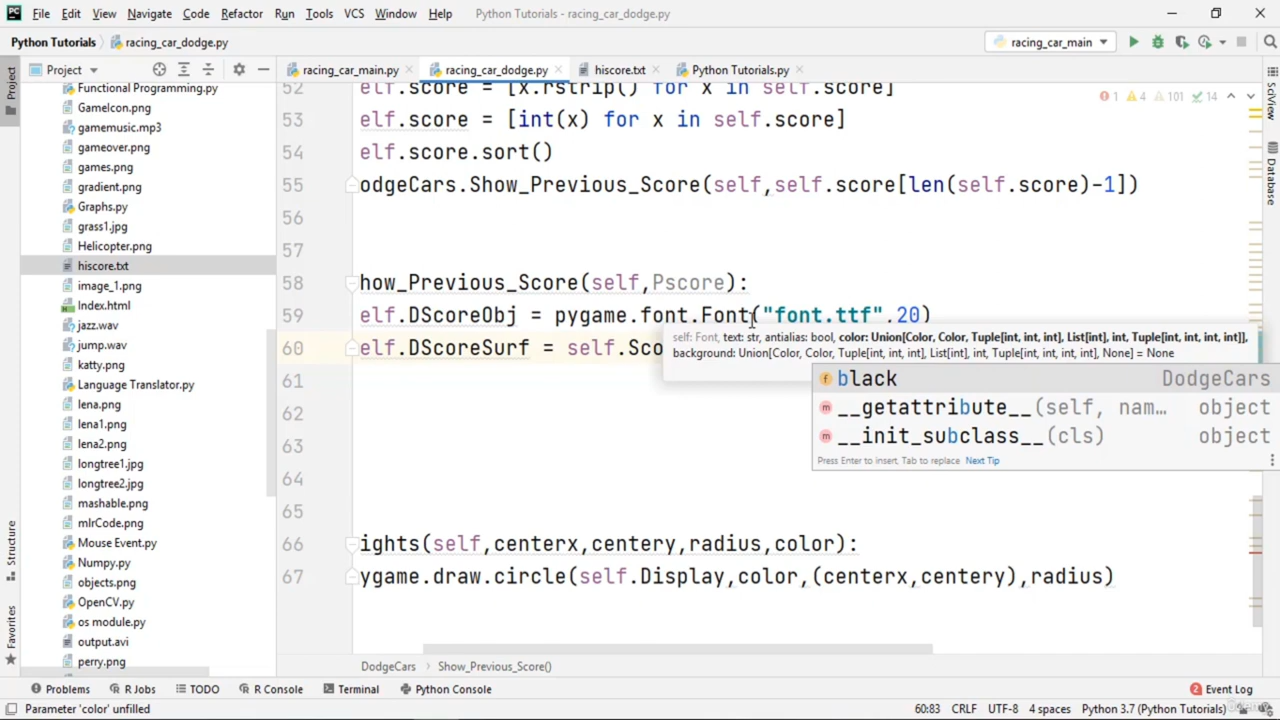 File Edit View Navigate Code Refactor Run Tools VCS Window Help Python Tutorials - racing_car_dodge.py
Python Tutorials racing_car_dodge.py racing_car_main
Project racing_car_main.py racing_car_dodge.py hiscore.txt Python Tutorials.py
Functional Programming.py
GameIcon.png
gamemusic.mp3
gameover.png
games.png
gradient.png
Graphs.py
grass1.jpg
Helicopter.png
hiscore.txt
image_1.png
Index.html
jazz.wav
jump.wav
katty.png
Language Translator.py
lena.png
lena1.png
lena2.png
longtree1.jpg
longtree2.jpg
mashable.png
mlrCode.png
Mouse Event.py
Numpy.py
objects.png
OpenCV.py
os module.py
output.avi
perry.png
Project
Structure
Favorites
52 elf.score = [x.rstrip() for x in self.score]
1 4 101 14
53 elf.score = [int(x) for x in self.score]
54 elf.score.sort()
55 odgeCars.Show_Previous_Score(self,self.score[len(self.score)-1])
56
57
58 how_Previous_Score(self,Pscore):
59 elf.DScoreObj = pygame.font.Font("font.ttf",20)
60 elf.DScoreSurf = self.Sco
self: Font, text: str, antialias: bool, color: Union[Color, Color, Tuple[int, int, int], List[int], int, Tuple[int, int, int, int]],
background: Union[Color, Color, Tuple[int, int, int], List[int], int, Tuple[int, int, int, int], None] = None
black DodgeCars
__getattribute__(self, nam… object
__init_subclass__(cls) object
Press Enter to insert, Tab to replace Next Tip
61
62
63
64
65
66 ights(self,centerx,centery,radius,color):
67 ygame.draw.circle(self.Display,color,(centerx,centery),radius)
SciView
Database
DodgeCars Show_Previous_Score()
Problems R Jobs TODO R Console Terminal Python Console 2 Event Log
Parameter 'color' unfilled 60:83 CRLF UTF-8 4 spaces Python 3.7 (Python Tutorials)